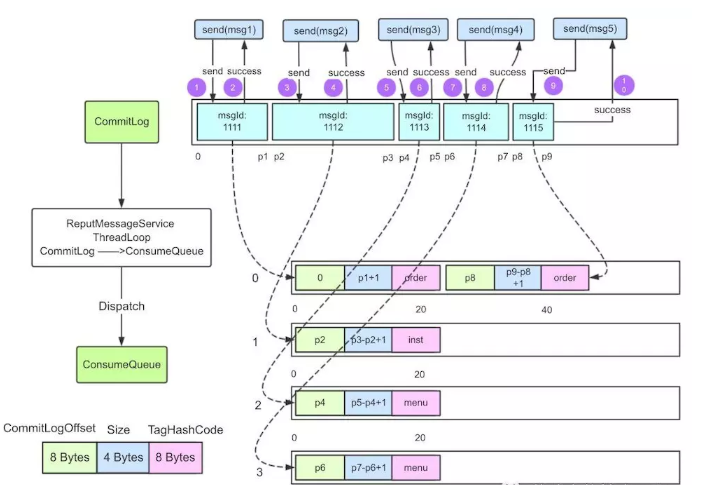 send(msg1)
send(msg2)
send(msg3)
send(msg4)
send(msg5)
send success
send success
send success
send success
send
success
1 2 3 4 5 6 7 8 9 10
CommitLog
msgId:
1111
msgId:
1112
msgId:
1113
msgId:
1114
msgId:
1115
0 p1 p2 p3 p4 p5 p6 p7 p8 p9
ReputMessageService
ThreadLoop
CommitLog ——>ConsumeQueue
Dispatch
ConsumeQueue
0
0 p1+1 order
p8 p9-p8
+1 order
0 20 40
1
p2 p3-p2+1 inst
0 20
2
p4 p5-p4+1 menu
0 20
3
p6 p7-p6+1 menu
CommitLogOffset Size TagHashCode
8 Bytes 4 Bytes 8 Bytes